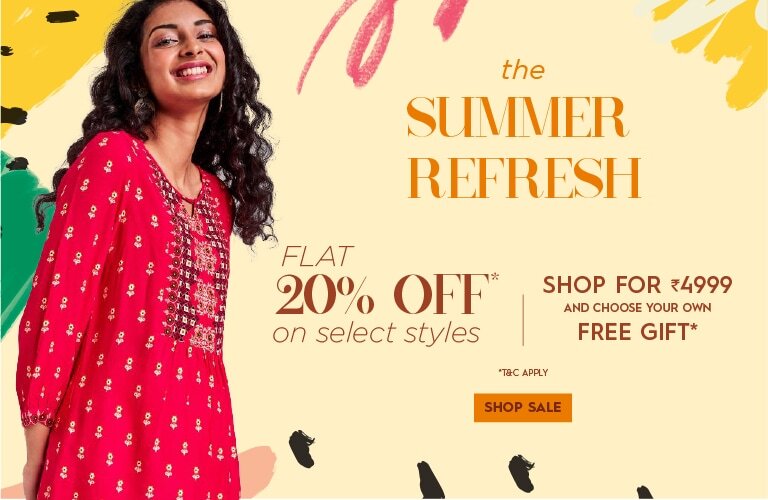 the
SUMMER
REFRESH
FLAT
20% OFF*
on select styles
SHOP FOR ₹4999
AND CHOOSE YOUR OWN
FREE GIFT*
*T&C APPLY
SHOP SALE